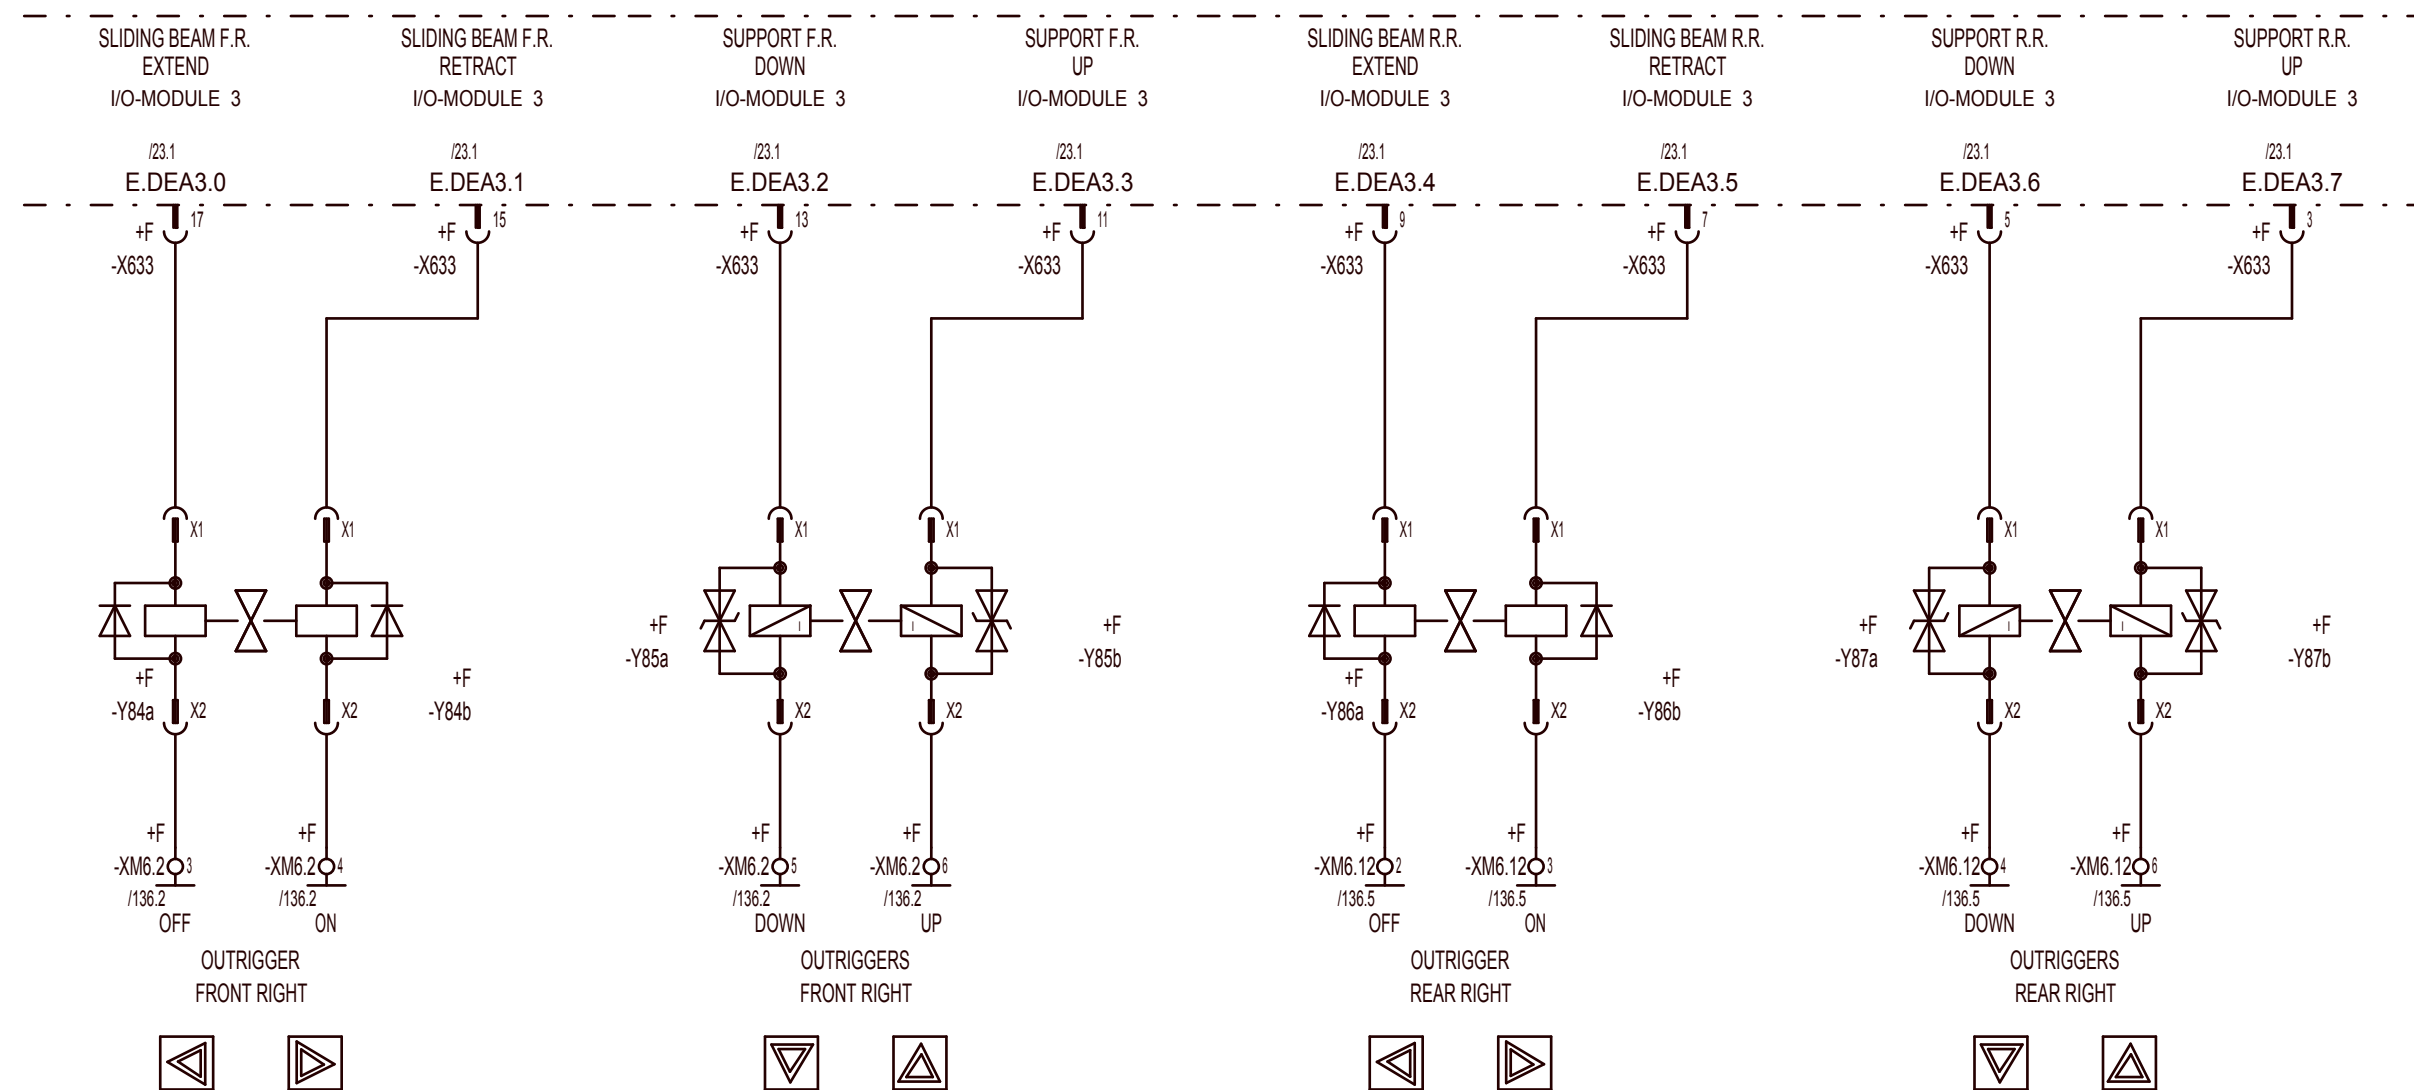 SLIDING BEAM F.R. SLIDING BEAM F.R. SUPPORT F.R. SUPPORT F.R. SLIDING BEAM R.R. SLIDING BEAM R.R. SUPPORT R.R. SUPPORT R.R.
EXTEND RETRACT DOWN UP EXTEND RETRACT DOWN UP
I/O-MODULE 3 I/O-MODULE 3 I/O-MODULE 3 I/O-MODULE 3 I/O-MODULE 3 I/O-MODULE 3 I/O-MODULE 3 I/O-MODULE 3
/23.1 /23.1 /23.1 /23.1 /23.1 /23.1 /23.1 /23.1
E.DEA3.0 E.DEA3.1 E.DEA3.2 E.DEA3.3 E.DEA3.4 E.DEA3.5 E.DEA3.6 E.DEA3.7
17 15 13 11 9 7 5 3
+F +F +F +F +F +F +F +F
-X633 -X633 -X633 -X633 -X633 -X633 -X633 -X633
X1 X1 X1 X1 X1 X1 X1 X1
+F +F +F +F
-Y85a -Y85b -Y87a -Y87b
+F +F +F +F
-Y84a X2 X2 -Y84b X2 X2 -Y86a X2 X2 -Y86b X2 X2
+F +F +F +F +F +F +F +F
-XM6.2 3 -XM6.2 4 -XM6.2 5 -XM6.2 6 -XM6.12 2 -XM6.12 3 -XM6.12 4 -XM6.12 6
/136.2 /136.2 /136.2 /136.2 /136.5 /136.5 /136.5 /136.5
OFF ON DOWN UP OFF ON DOWN UP
OUTRIGGER OUTRIGGERS OUTRIGGER OUTRIGGERS
FRONT RIGHT FRONT RIGHT REAR RIGHT REAR RIGHT